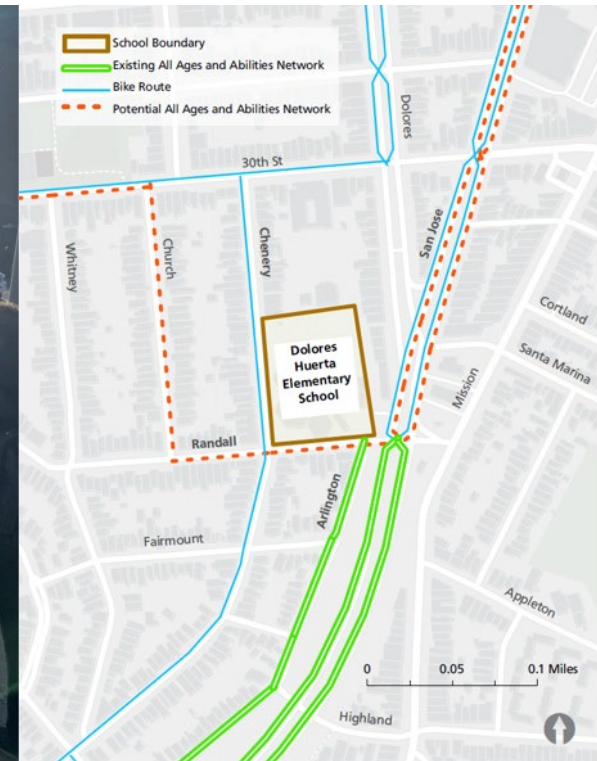 School Boundary
Existing All Ages and Abilities Network
Bike Route
Potential All Ages and Abilities Network
Dolores
30th St
Whitney
Church
Chenery
San Jose
Cortland
Santa Marina
Mission
Dolores
Huerta
Elementary
School
Randall
Arlington
Fairmount
Appleton
0 0.05 0.1 Miles
Highland